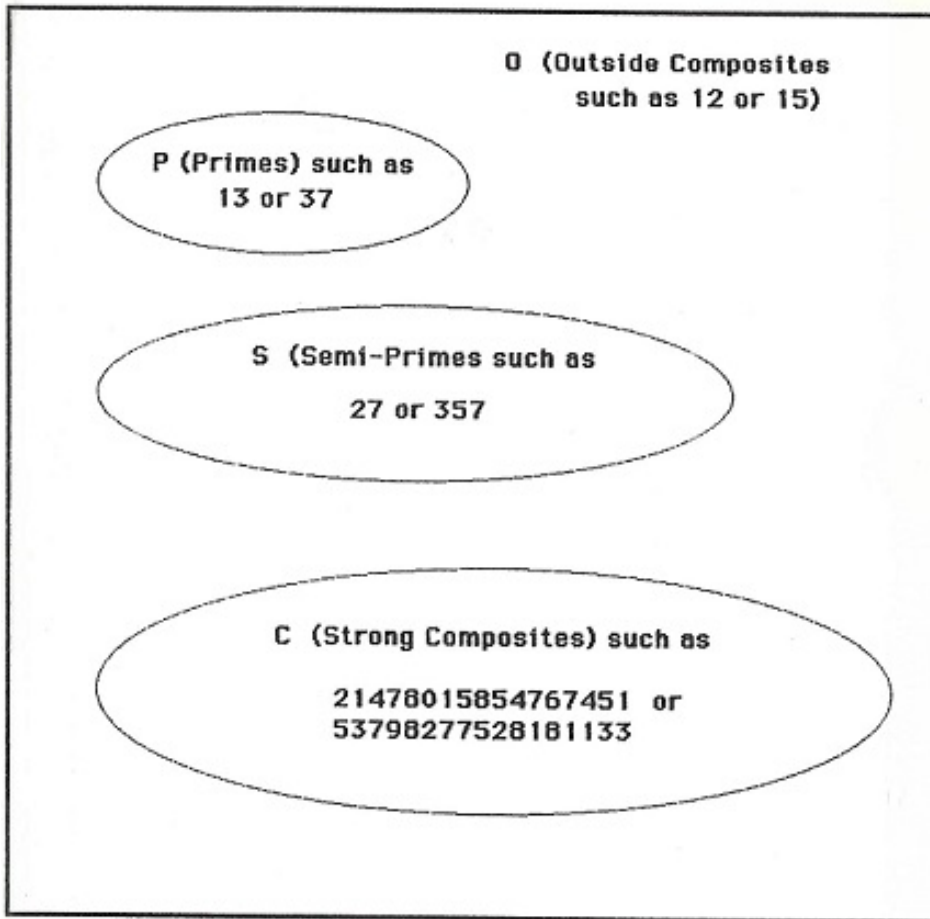 O (Outside Composites
such as 12 or 15)
P (Primes) such as
13 or 37
S (Semi-Primes such as
27 or 357
C (Strong Composites) such as
21478015854767451 or
53798277528181133